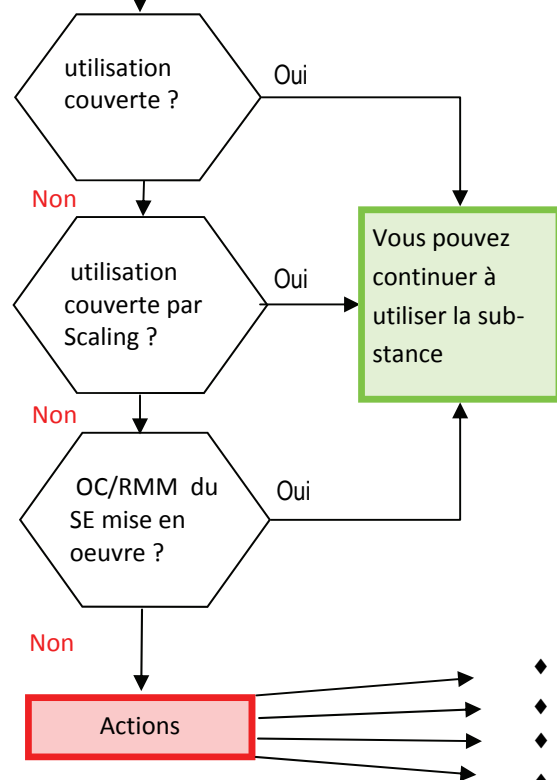 utilisation
couverte ?
Oui
Non
utilisation
couverte par
Scaling ?
Oui
Vous pouvez
continuer à
utiliser la sub-
stance
Non
OC/RMM du
SE mise en
oeuvre ?
Oui
Non
Actions